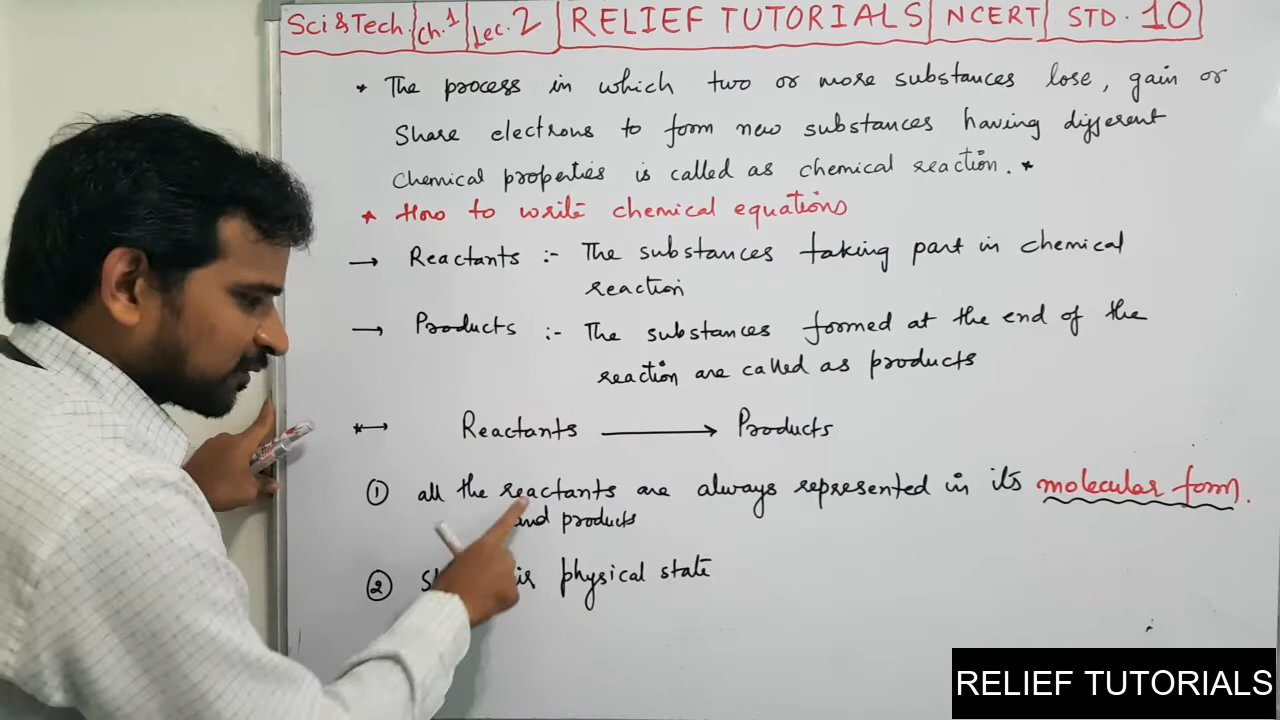 Sci & Tech. Ch.1 Lec.2 RELIEF TUTORIALS NCERT STD. 10
* The process in which two or more substances lose, gain or
Share electrons to form new substances having different
chemical properties is called as chemical reaction. *
* How to write chemical equations
→ Reactants :- The substances taking part in chemical
reaction
→ Products :- The substances formed at the end of the
reaction are called as products
Reactants → Products
① all the reactants are always represented in its molecular form.
and products
② physical state
RELIEF TUTORIALS